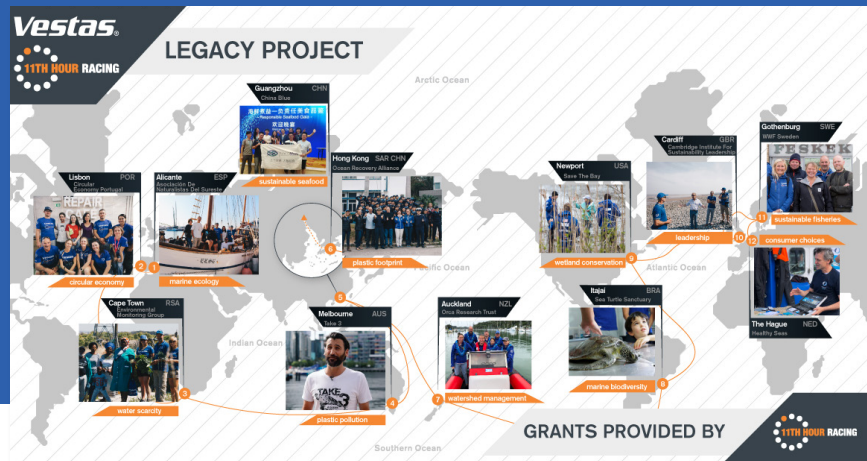 Vestas®
11TH HOUR RACING
LEGACY PROJECT
Arctic Ocean
Guangzhou CHN
China Blue
sustainable seafood
Hong Kong SAR CHN
Ocean Recovery Alliance
6
plastic footprint
Pacific Ocean
Lisbon POR
Circular
Economy Portugal
REPAIR
2
circular economy
Alicante ESP
Asociación De
Naturalistas Del Sureste
1
marine ecology
Newport USA
Save The Bay
9
wetland conservation
Cardiff GBR
Cambridge Institute For
Sustainability Leadership
10
leadership
Atlantic Ocean
Gothenburg SWE
WWF Sweden
FESKEK
11
sustainable fisheries
12
consumer choices
The Hague NED
Healthy Seas
Cape Town RSA
Environmental
Monitoring Group
3
water scarcity
Indian Ocean
5
Melbourne AUS
Take 3
TAKE
3
4
plastic pollution
Auckland NZL
Orca Research Trust
7
watershed management
Itajai BRA
Sea Turtle Sanctuary
8
marine biodiversity
Southern Ocean
GRANTS PROVIDED BY
11TH HOUR RACING